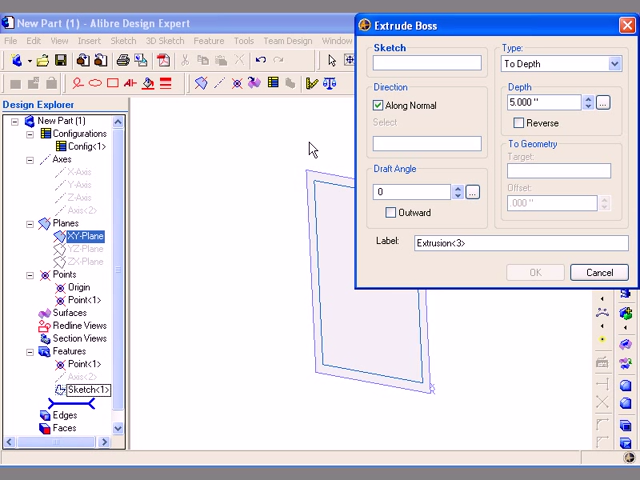 New Part (1) - Alibre Design Expert
File Edit View Insert Sketch 3D Sketch Feature Tools Team Design Window
Design Explorer
New Part (1)
Configurations
Config<1>
Axes
X-Axis
Y-Axis
Z-Axis
Axis<2>
Planes
XY-Plane
YZ-Plane
ZX-Plane
Points
Origin
Point<1>
Surfaces
Redline Views
Section Views
Features
Point<1>
Axis<2>
Sketch<1>
Edges
Faces
Extrude Boss
Sketch
Direction
Along Normal
Select
Draft Angle
0
...
Outward
Type:
To Depth
Depth
5.000 "
...
Reverse
To Geometry
Target:
Offset:
.000 "
Label:
Extrusion<3>
OK
Cancel